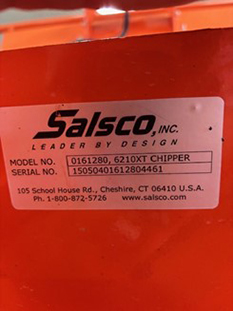 Salsco, INC.
LEADER BY DESIGN
MODEL NO. 0161280, 6210XT CHIPPER
SERIAL NO. 15050401612804461
105 School House Rd., Cheshire, CT 06410 U.S.A.
Ph. 1-800-872-5726 www.salsco.com